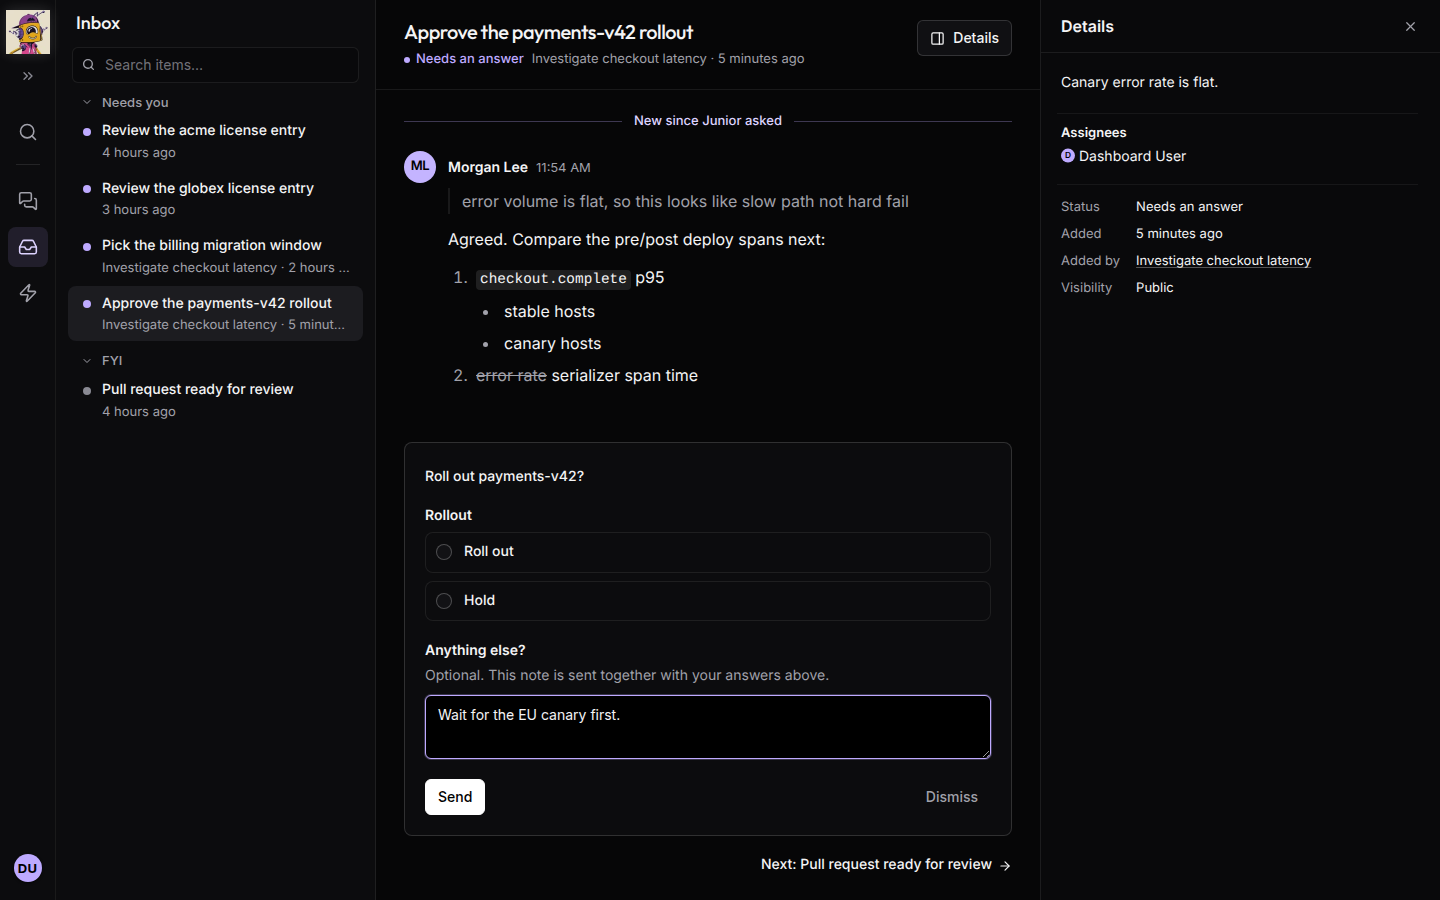 Inbox
Search items...
Needs you
Review the acme license entry
4 hours ago
Review the globex license entry
3 hours ago
Pick the billing migration window
Investigate checkout latency · 2 hours ...
Approve the payments-v42 rollout
Investigate checkout latency · 5 minut...
FYI
Pull request ready for review
4 hours ago
DU
Approve the payments-v42 rollout
Needs an answer Investigate checkout latency · 5 minutes ago
Details
New since Junior asked
ML
Morgan Lee 11:54 AM
error volume is flat, so this looks like slow path not hard fail
Agreed. Compare the pre/post deploy spans next:
1. checkout.complete p95
• stable hosts
• canary hosts
2. error rate serializer span time
Roll out payments-v42?
Rollout
Roll out
Hold
Anything else?
Optional. This note is sent together with your answers above.
Wait for the EU canary first.
Send
Dismiss
Next: Pull request ready for review →
Details
Canary error rate is flat.
Assignees
D Dashboard User
Status Needs an answer
Added 5 minutes ago
Added by Investigate checkout latency
Visibility Public